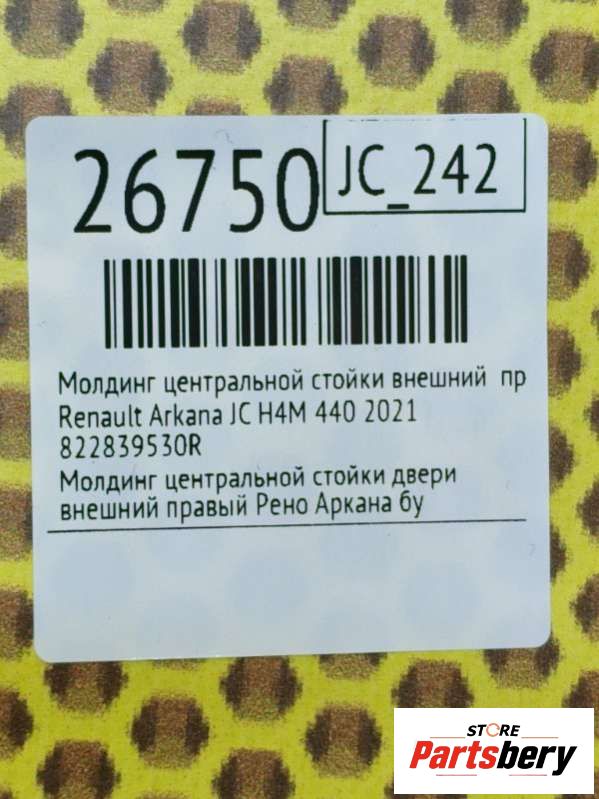 26750
JC_242
Молдинг центральной стойки внешний пр
Renault Arkana JC H4M 440 2021
822839530R
Молдинг центральной стойки двери
внешний правый Рено Аркана бу
STORE
Partsbery